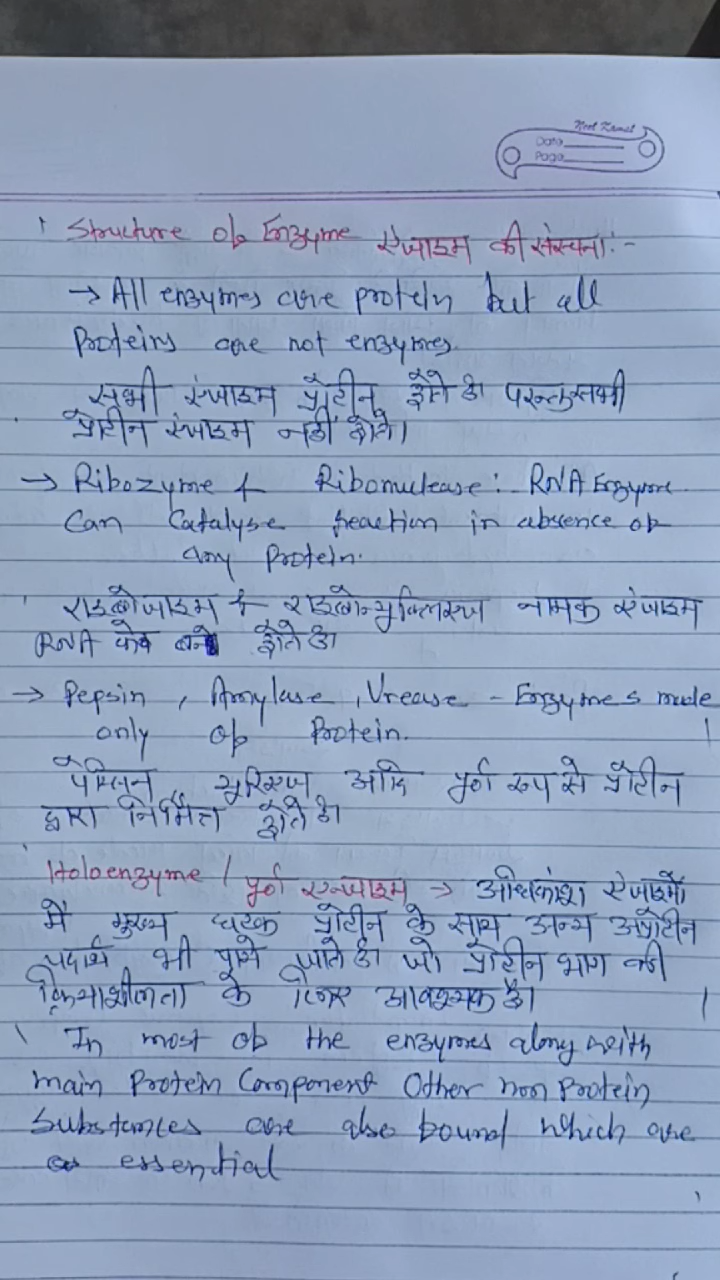 Neel Kamal
Date
Page
Structure of Enzyme एंजाइम की संरचना:-
→ All enzymes are protein but all
Proteins are not enzymes.
सभी एंजाइम प्रोटीन होते है परन्तु सभी
प्रोटीन एंजाइम नहीं होते।
→ Ribozyme & Ribonuclease:- RNA Enzyme
Can Catalyse reaction in absence of
any Protein.
राइबोजाइम & राइबोन्युक्लिएज नामक एंजाइम
RNA के बने होते है।
→ Pepsin, Amylase, Urease - Enzymes made
only of Protein.
पेप्सिन यूरिएज आदि पूर्ण रूप से प्रोटीन
द्वारा निर्मित होते है।
Holoenzyme / पूर्ण एन्जाइम → अधिकांश एंजाइमों
में मुख्य घटक प्रोटीन के साथ अन्य अप्रोटीन
पदार्थ भी पाये जाते है जो प्रोटीन भाग की
क्रियाशीलता के लिए आवश्यक है।
In most of the enzymes along with
main Protein Component Other non Protein
Substances are also bound which are
essential